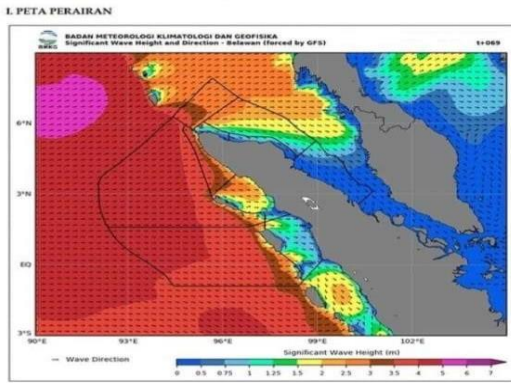 I. PETA PERAIRAN
BMKG
BADAN METEOROLOGI KLIMATOLOGI DAN GEOFISIKA
Significant Wave Height and Direction - Belawan (forced by GFS)
t+069
6°N
3°N
EQ
3°S
90°E 93°E 96°E 99°E 102°E
Significant Wave Height (m)
Wave Direction
0 0.5 0.75 1 1.25 1.5 2 2.5 3 3.5 4 5 6 7